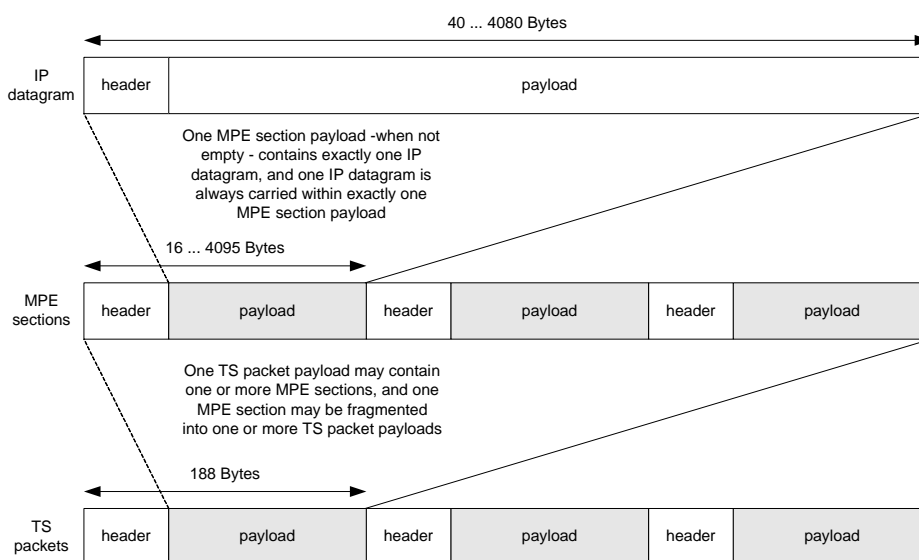 40 ... 4080 Bytes
IP
datagram
header
payload
One MPE section payload -when not
empty - contains exactly one IP
datagram, and one IP datagram is
always carried within exactly one
MPE section payload
16 ... 4095 Bytes
MPE
sections
header
payload
header
payload
header
payload
One TS packet payload may contain
one or more MPE sections, and one
MPE section may be fragmented
into one or more TS packet payloads
188 Bytes
TS
packets
header
payload
header
payload
header
payload